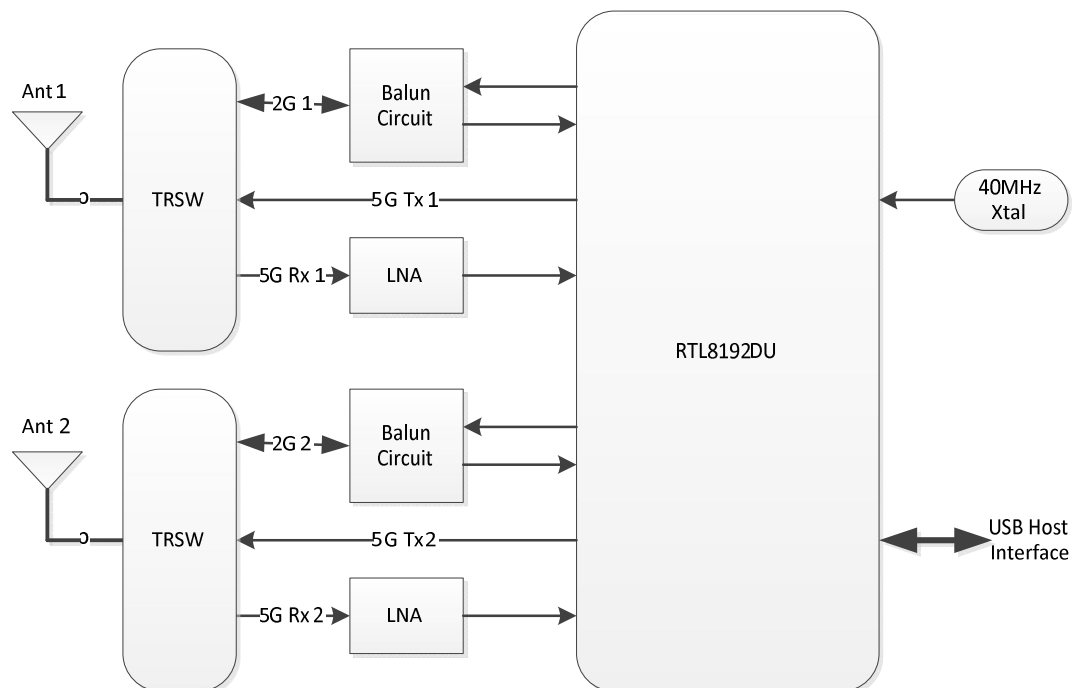 Ant 1
TRSW
2G 1
Balun
Circuit
5G Tx 1
5G Rx 1
LNA
RTL8192DU
40MHz
Xtal
Ant 2
TRSW
2G 2
Balun
Circuit
5G Tx2
5G Rx 2
LNA
USB Host
Interface